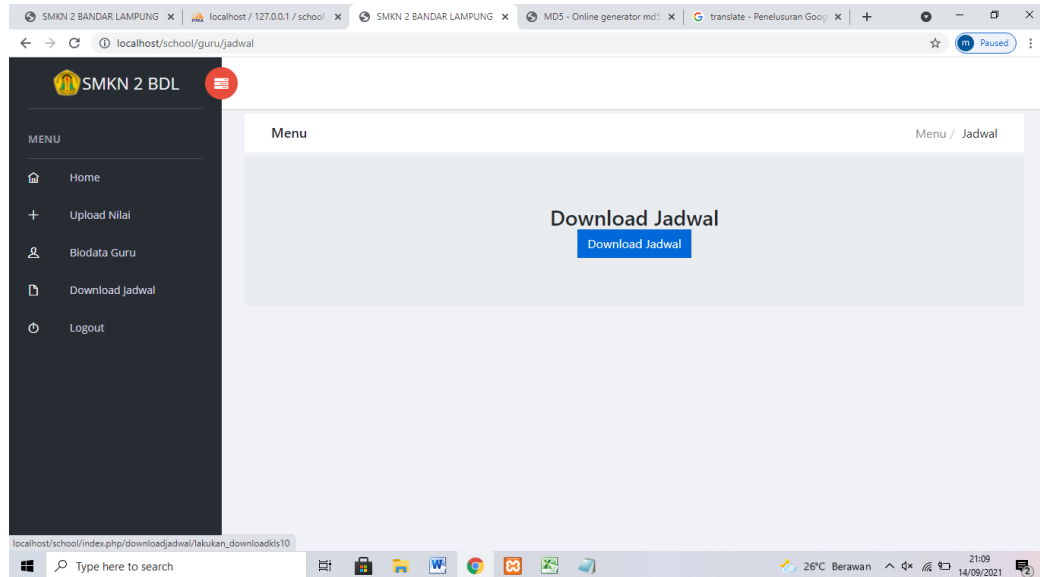 SMKN 2 BANDAR LAMPUNG
localhost / 127.0.0.1 / school
SMKN 2 BANDAR LAMPUNG
MD5 - Online generator md5
translate - Penelusuran Goog
localhost/school/guru/jadwal
m Paused
SMKN 2 BDL
MENU
Home
Upload Nilai
Biodata Guru
Download Jadwal
Logout
Menu
Menu / Jadwal
Download Jadwal
Download Jadwal
localhost/school/index.php/downloadjadwal/lakukan_downloadkls10
Type here to search
26°C Berawan
21:09
14/09/2021
2